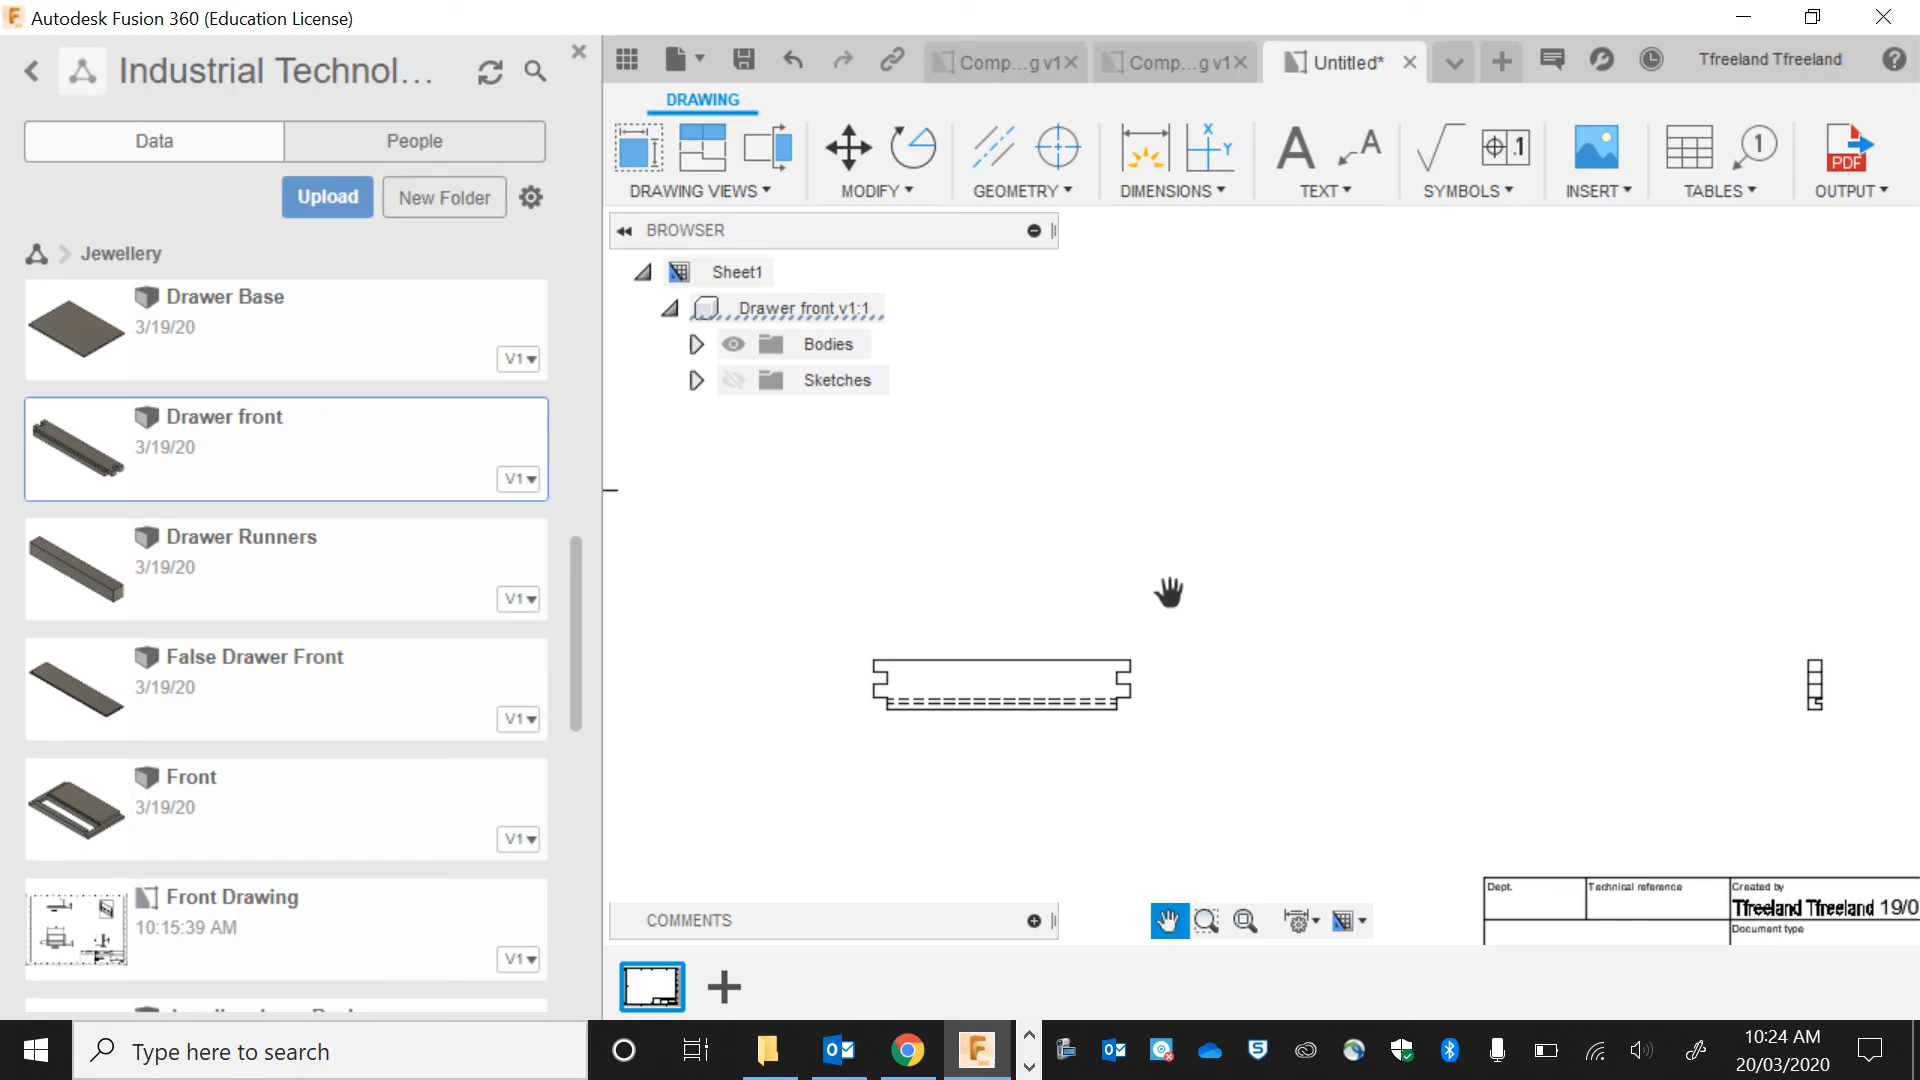 Autodesk Fusion 360 (Education License)
Industrial Technol...
Data
People
Upload
New Folder
Jewellery
Drawer Base
3/19/20
V1
Drawer front
3/19/20
V1
Drawer Runners
3/19/20
V1
False Drawer Front
3/19/20
V1
Front
3/19/20
V1
Front Drawing
10:15:39 AM
V1
Comp...g v1
Comp...g v1
Untitled*
Tfreeland Tfreeland
DRAWING
DRAWING VIEWS
MODIFY
GEOMETRY
DIMENSIONS
TEXT
SYMBOLS
INSERT
TABLES
OUTPUT
BROWSER
Sheet1
Drawer front v1:1
Bodies
Sketches
Dept.
Technical reference
Created by
Tfreeland Tfreeland 19/0
Document type
COMMENTS
Type here to search
10:24 AM
20/03/2020